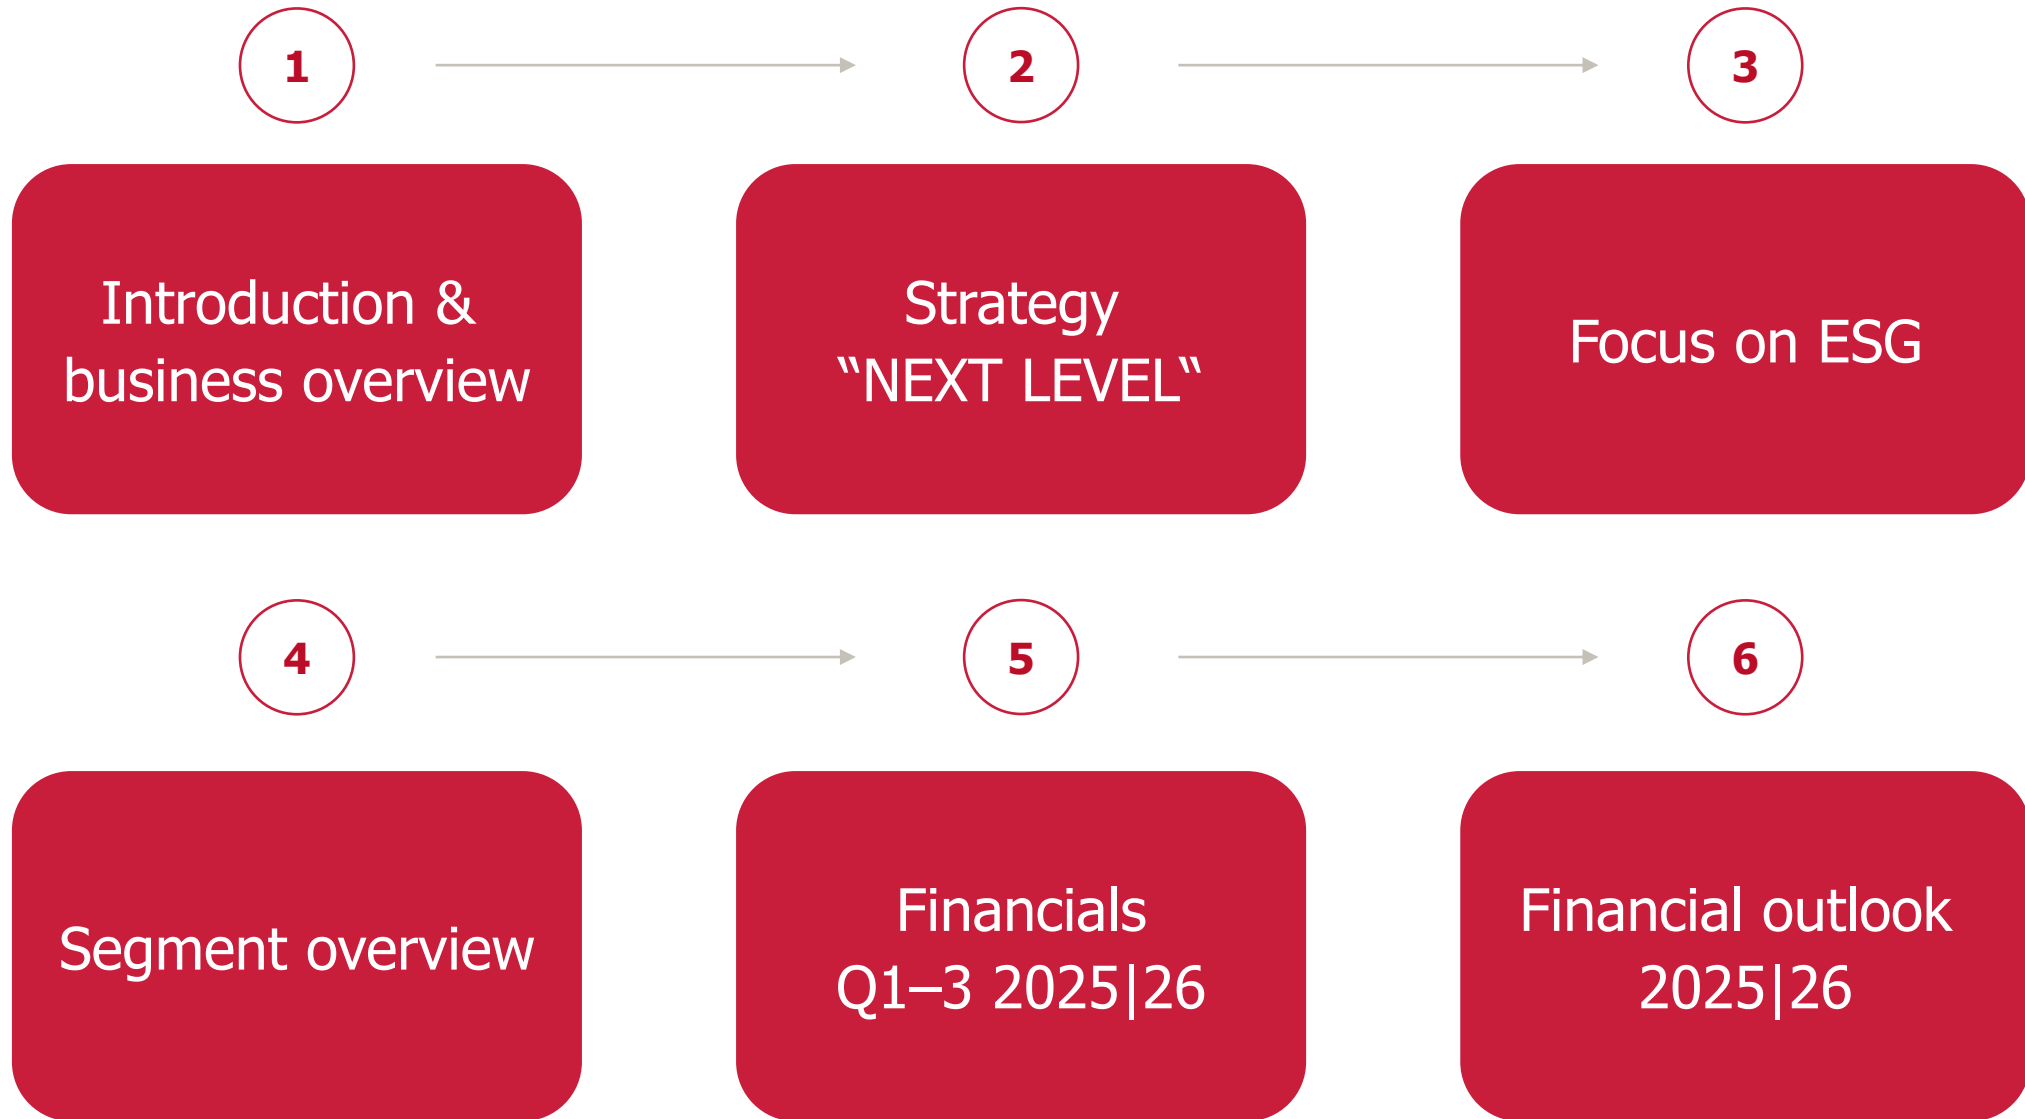 1
2
3
Introduction &
business overview
Strategy
“NEXT LEVEL“
Focus on ESG
4
5
6
Segment overview
Financials
Q1–3 2025|26
Financial outlook
2025|26